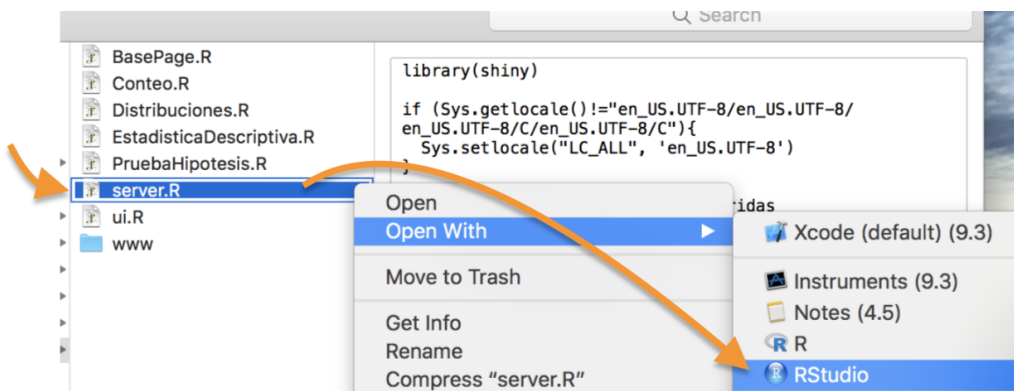 Search
BasePage.R
Conteo.R
Distribuciones.R
EstadisticaDescriptiva.R
PruebaHipotesis.R
server.R
ui.R
www
library(shiny)
if (Sys.getlocale()!="en_US.UTF-8/en_US.UTF-8/
en_US.UTF-8/C/en_US.UTF-8/C"){
Sys.setlocale("LC_ALL", 'en_US.UTF-8')
}
ridas
Open
Open With
Move to Trash
Get Info
Rename
Compress “server.R”
Xcode (default) (9.3)
Instruments (9.3)
Notes (4.5)
R
RStudio